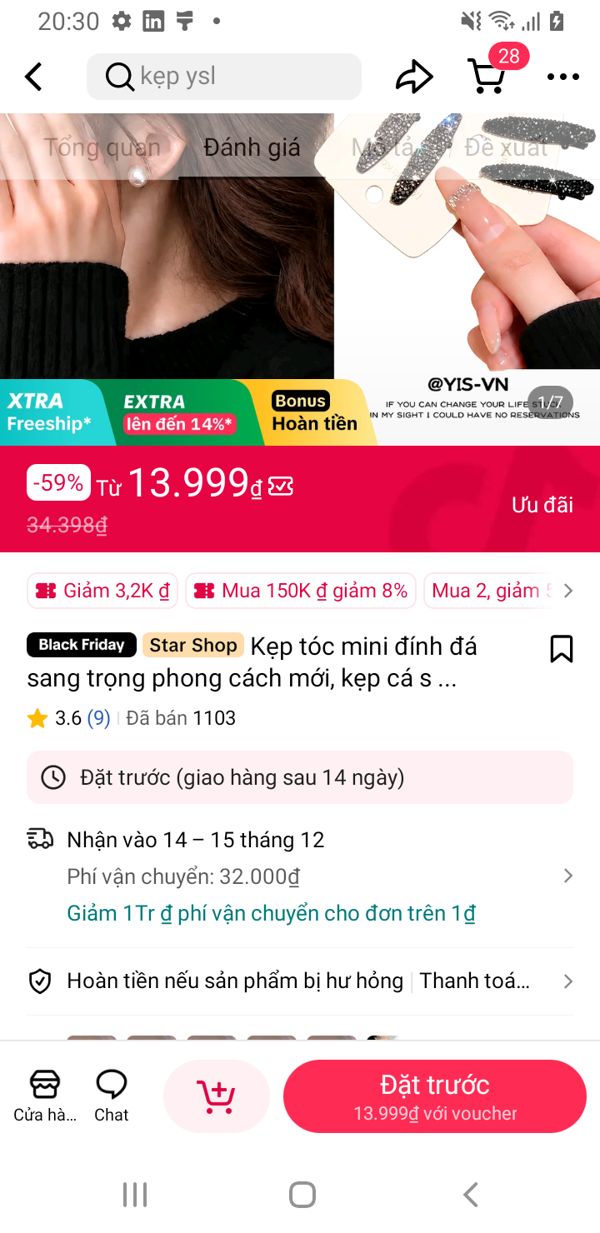 20:30
28
kẹp ysl
Tổng quan Đánh giá Mô tả Đề xuất
@YIS-VN
IF YOU CAN CHANGE YOUR LIFE STUCK
IN MY SIGHT I COULD HAVE NO RESERVATIONS
1/7
XTRA
Freeship*
EXTRA
lên đến 14%*
Bonus
Hoàn tiền
-59% Từ 13.999₫
34.398₫
Ưu đãi
Giảm 3,2K ₫ Mua 150K ₫ giảm 8% Mua 2, giảm
Black Friday Star Shop Kẹp tóc mini đính đá
sang trọng phong cách mới, kẹp cá s ...
3.6 (9) Đã bán 1103
Đặt trước (giao hàng sau 14 ngày)
Nhận vào 14 – 15 tháng 12
Phí vận chuyển: 32.000₫
Giảm 1Tr ₫ phí vận chuyển cho đơn trên 1₫
Hoàn tiền nếu sản phẩm bị hư hỏng Thanh toá...
Cửa hà... Chat
Đặt trước
13.999₫ với voucher